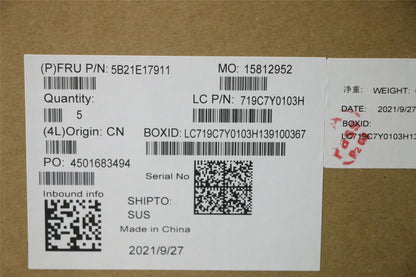 (P)FRU P/N: 5B21E17911
MO: 15812952
Quantity:
5
LC P/N: 719C7Y0103H
(4L)Origin: CN
BOXID: LC719C7Y0103H139100367
PO: 4501683494
Serial No
Inbound info
SHIPTO:
SUS
Made in China
2021/9/27
净重: WEIGHT:
DATE: 2021/9/27
BOXID:
LC719C7Y0103H13